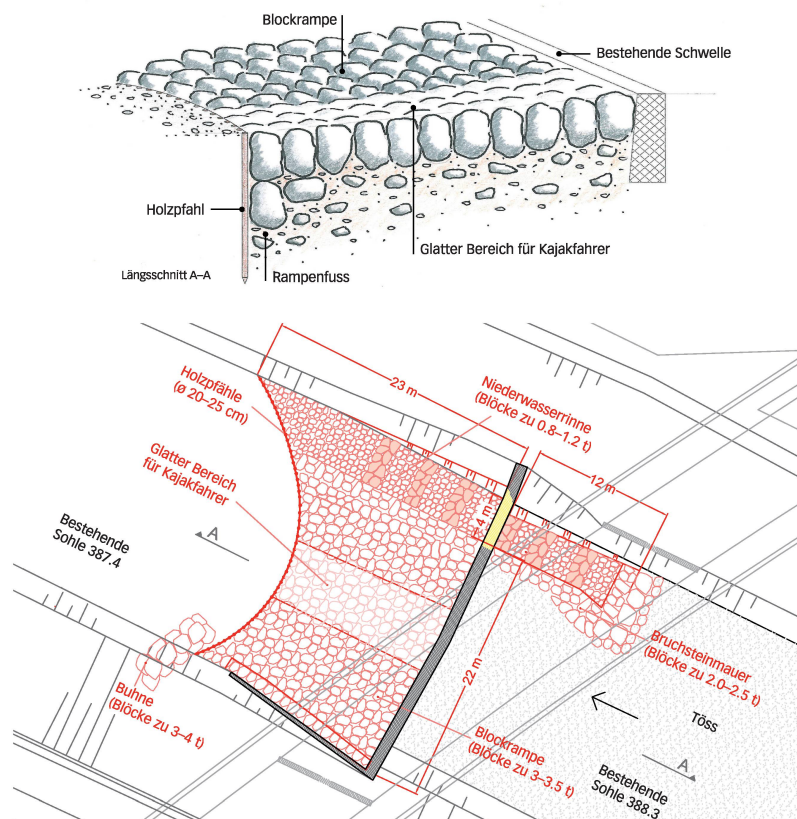 Blockrampe
Bestehende Schwelle
Holzpfahl
Glatter Bereich für Kajakfahrer
Längsschnitt A–A
Rampenfuss
23 m
Holzpfähle
(ø 20–25 cm)
Niederwasserrinne
(Blöcke zu 0.8–1.2 t)
Glatter Bereich
für Kajakfahrer
12 m
4 m
Bestehende
Sohle 387.4
A
Bruchsteinmauer
(Blöcke zu 2.0–2.5 t)
22 m
Buhne
(Blöcke zu 3–4 t)
Töss
Blockrampe
(Blöcke zu 3–3.5 t)
A
Bestehende
Sohle 388.3